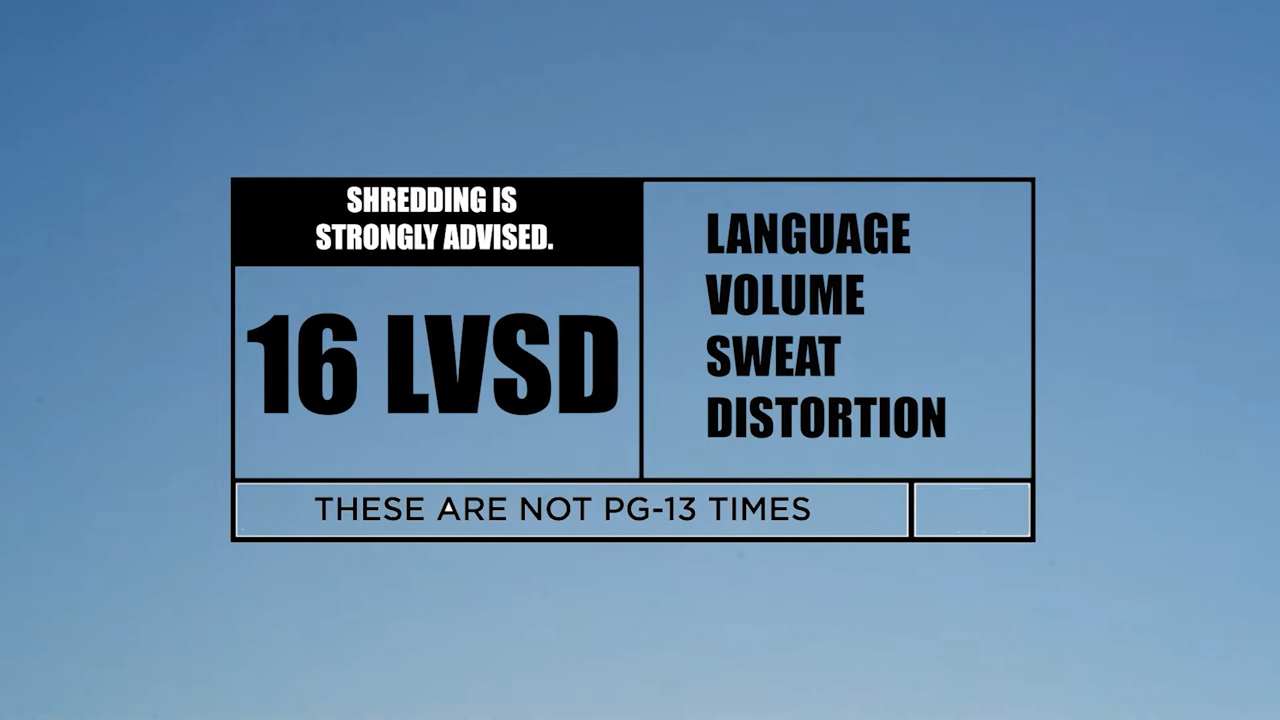 SHREDDING IS
STRONGLY ADVISED.
16 LVSD
LANGUAGE
VOLUME
SWEAT
DISTORTION
THESE ARE NOT PG-13 TIMES